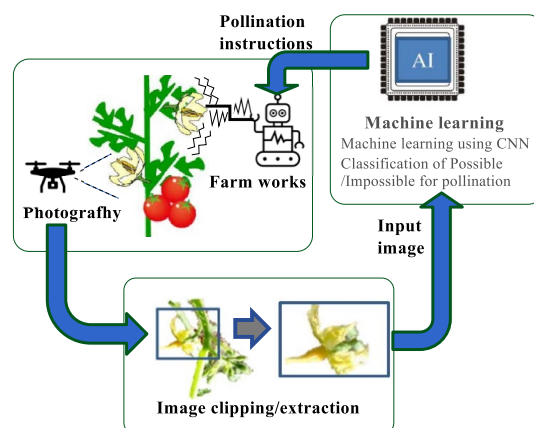 Pollination
instructions
AI
Machine learning
Machine learning using CNN
Classification of Possible
/Impossible for pollination
Farm works
Photografhy
Input
image
Image clipping/extraction